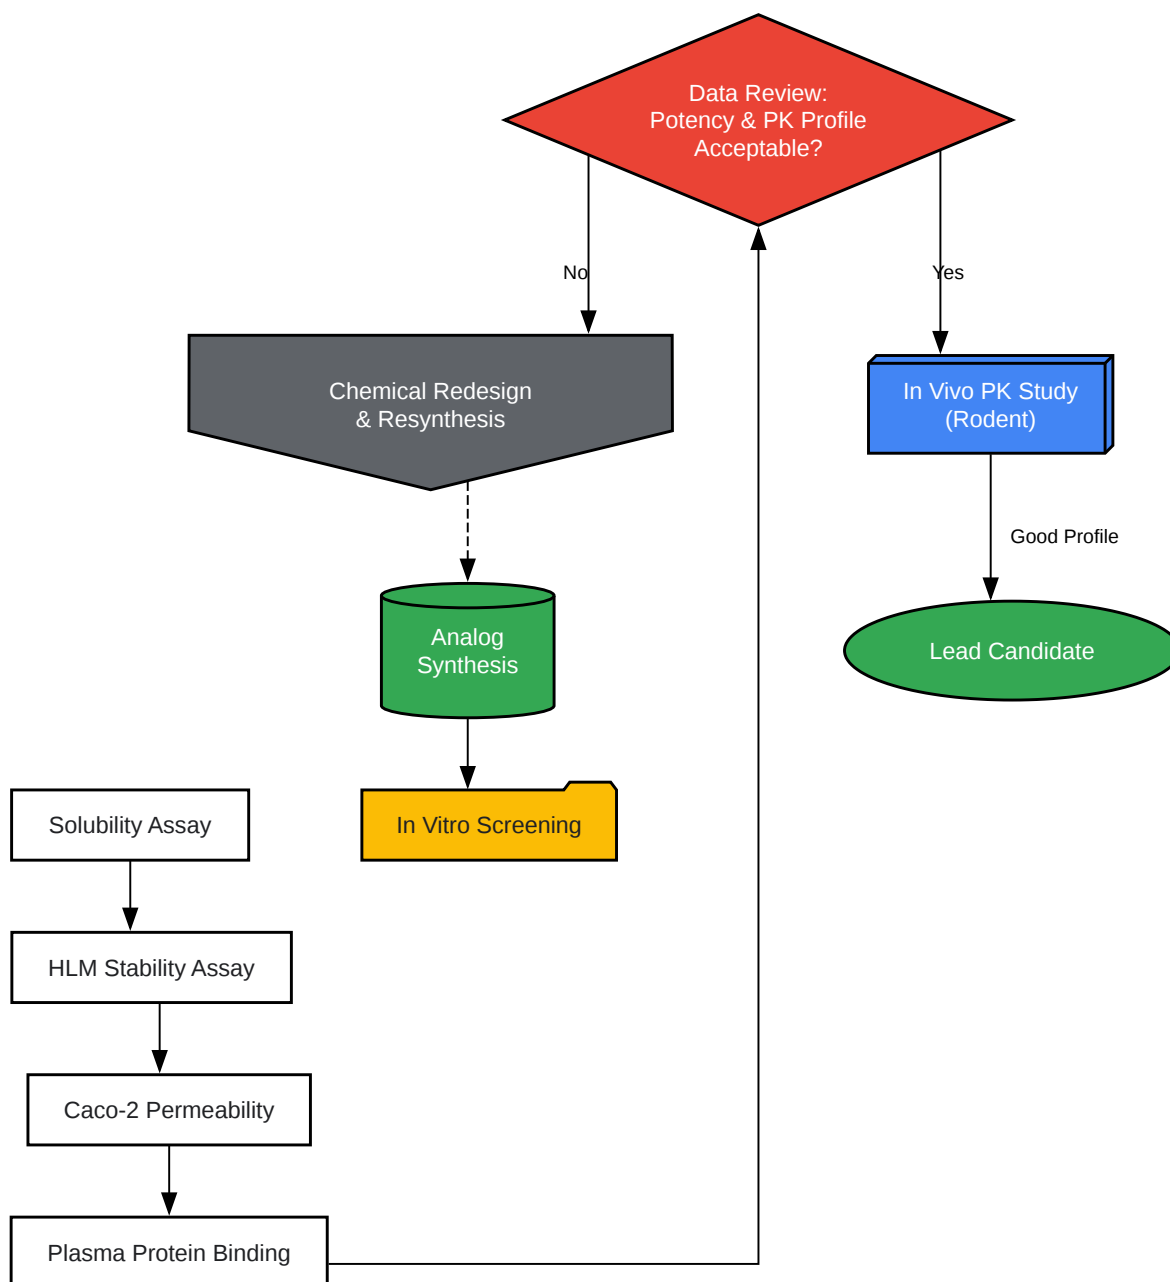 Data Review:
Potency & PK Profile
Acceptable?
No
Yes
Chemical Redesign
& Resynthesis
In Vivo PK Study
(Rodent)
Good Profile
Analog
Synthesis
Lead Candidate
Solubility Assay
In Vitro Screening
HLM Stability Assay
Caco-2 Permeability
Plasma Protein Binding